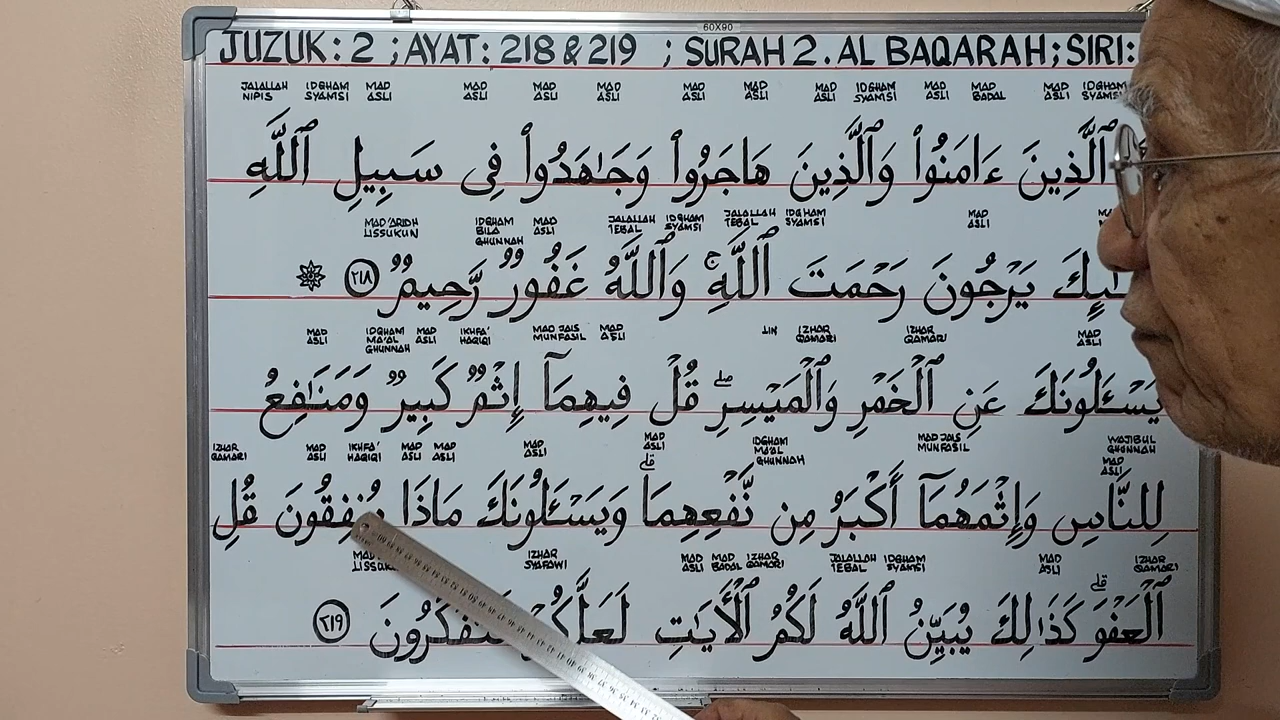 60X90
JUZUK: 2 ; AYAT: 218 & 219 ; SURAH 2. AL BAQARAH; SIRI:
JALALLAH NIPIS IDGHAM SYAMSI MAD ASLI MAD ASLI MAD ASLI MAD ASLI MAD ASLI MAD ASLI MAD ASLI IDGHAM SYAMSI MAD ASLI MAD BADAL MAD ASLI IDGHAM SYAMSI
ٱلَّذِينَ ءَامَنُوا۟ وَٱلَّذِينَ هَاجَرُوا۟ وَجَـٰهَدُوا۟ فِى سَبِيلِ ٱللَّهِ
MAD 'ARIDH LISSUKUN IDGHAM BILA GHUNNAH MAD ASLI JALALLAH TEBAL IDGHAM SYAMSI JALALLAH TEBAL IDGHAM SYAMSI MAD ASLI
يَرْجُونَ رَحْمَتَ ٱللَّهِ ۚ وَٱللَّهُ غَفُورٌ رَّحِيمٌ ٢١٨ ۞
MAD ASLI IDGHAM MA'AL GHUNNAH MAD ASLI IKHFA' HAQIQI MAD JAIS MUNFASIL MAD ASLI LIN IZHAR QAMARI IZHAR QAMARI MAD ASLI
يَسْـَٔلُونَكَ عَنِ ٱلْخَمْرِ وَٱلْمَيْسِرِ ۖ قُلْ فِيهِمَآ إِثْمٌ كَبِيرٌ وَمَنَـٰفِعُ
IZHAR QAMARI MAD ASLI IKHFA' HAQIQI MAD ASLI MAD ASLI MAD ASLI MAD ASLI IDGHAM MA'AL GHUNNAH MAD JAIS MUNFASIL WAJIBUL GHUNNAH MAD ASLI
لِلنَّاسِ وَإِثْمُهُمَآ أَكْبَرُ مِن نَّفْعِهِمَا ۗ وَيَسْـَٔلُونَكَ مَاذَا يُنفِقُونَ قُلِ
IZHAR SYAFAWI MAD ASLI MAD BADAL IZHAR QAMARI JALALLAH TEBAL IDGHAM SYAMSI MAD ASLI IZHAR QAMARI
ٱلْعَفْوَ ۗ كَذَٰلِكَ يُبَيِّنُ ٱللَّهُ لَكُمُ ٱلْـَٔايَـٰتِ لَعَلَّكُمْ تَتَفَكَّرُونَ ٢١٩